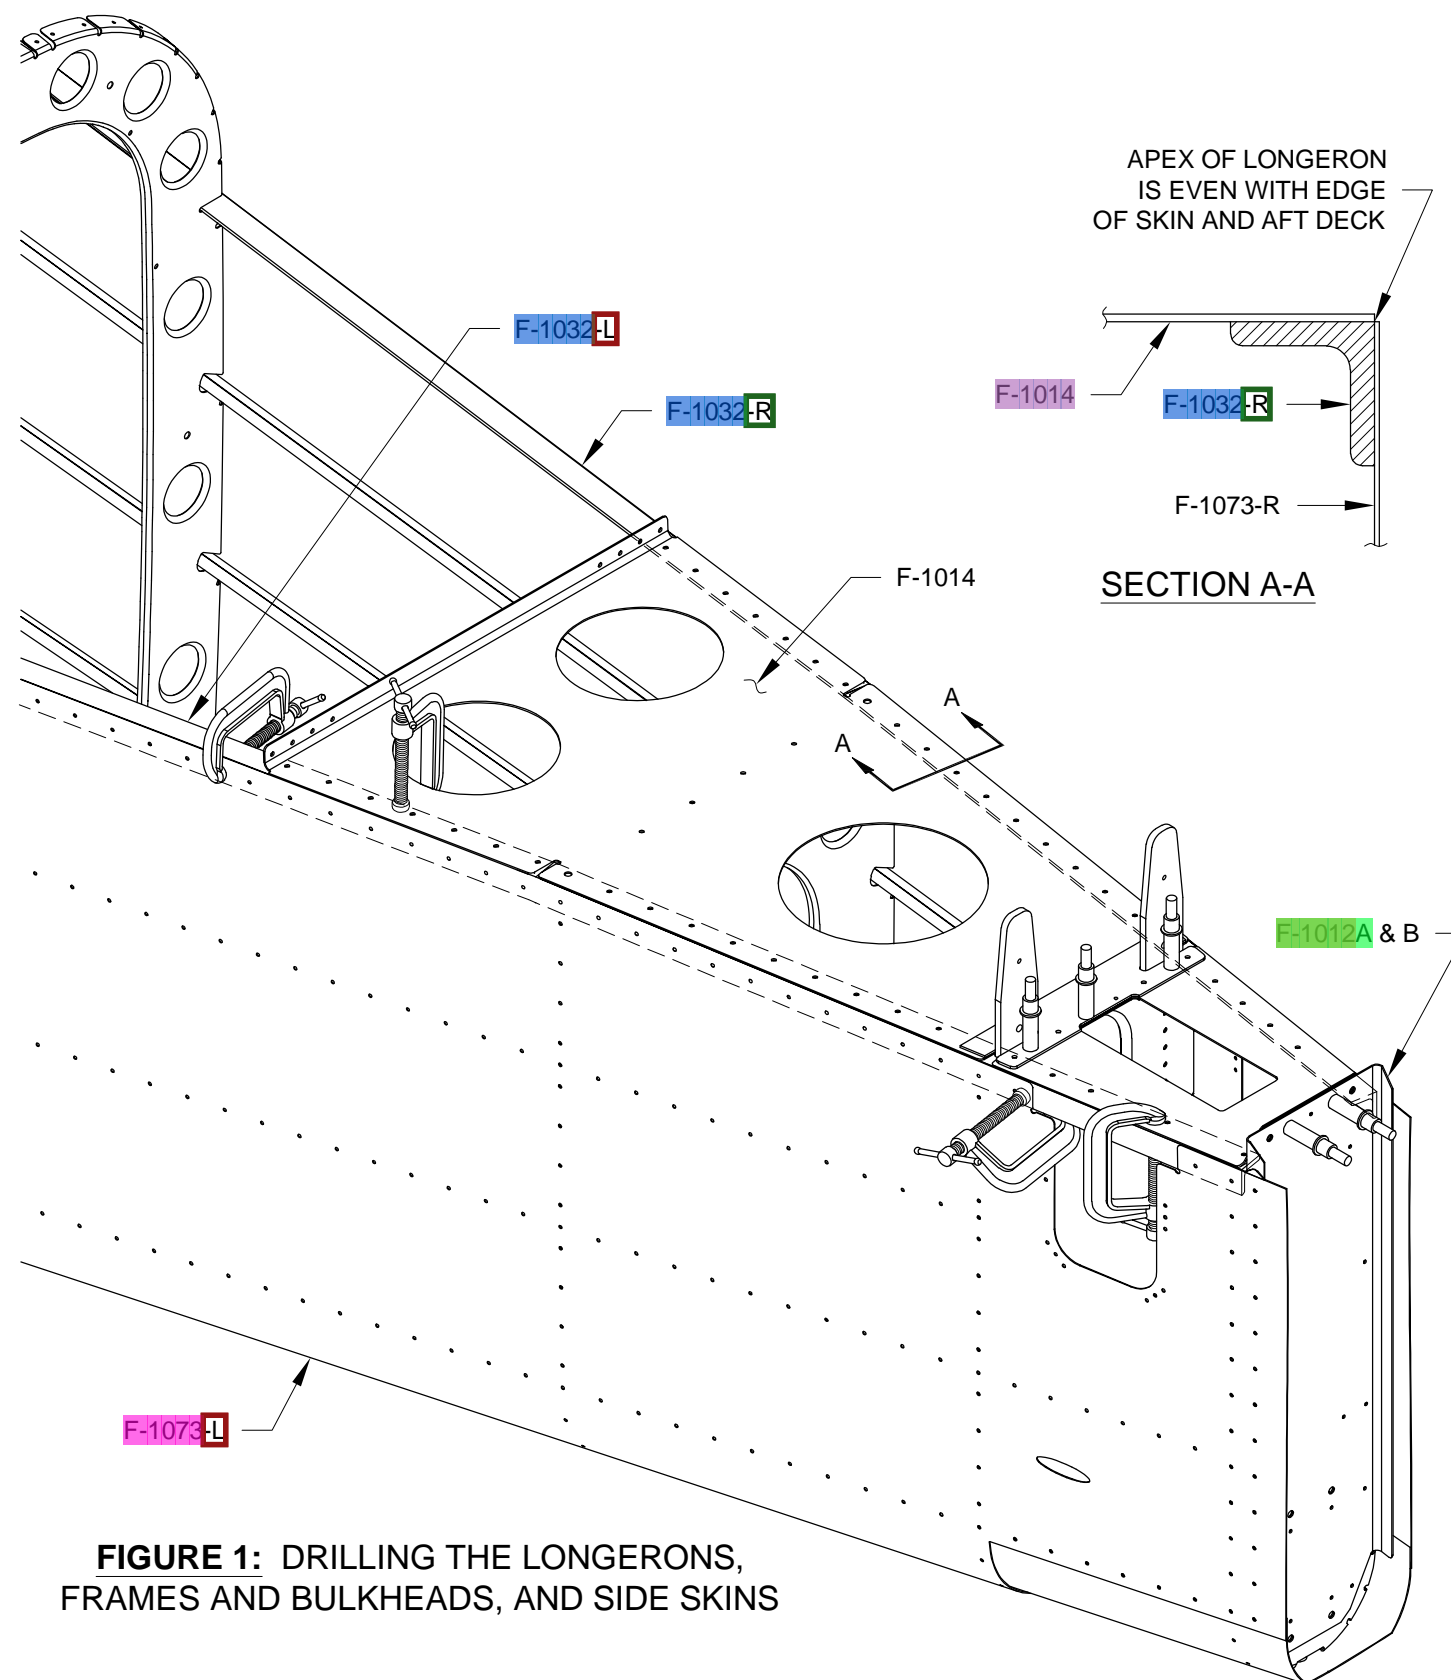 APEX OF LONGERON
IS EVEN WITH EDGE
OF SKIN AND AFT DECK
F-1032-L
F-1032-R
F-1014
F-1032-R
F-1073-R
SECTION A-A
F-1014
A
A
F-1012A & B
F-1073-L
FIGURE 1: DRILLING THE LONGERONS,
FRAMES AND BULKHEADS, AND SIDE SKINS